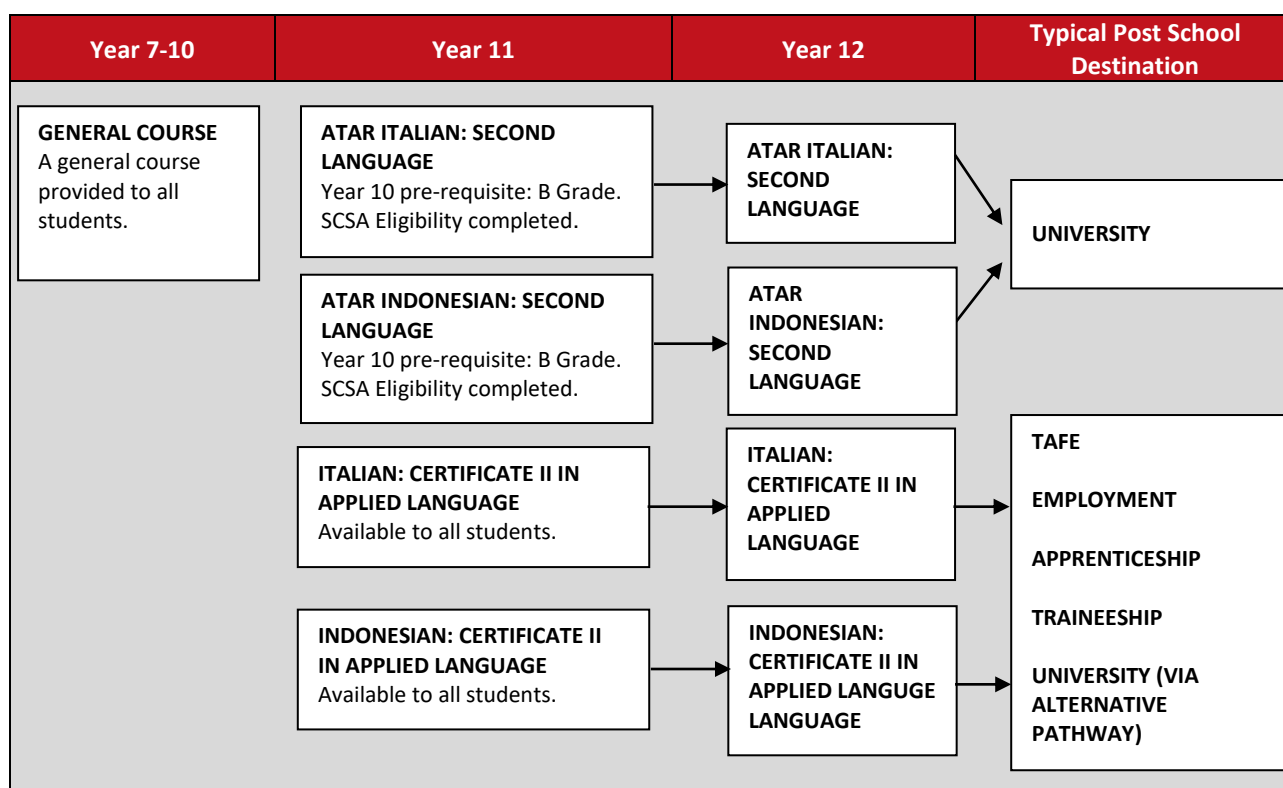 Year 7-10
Year 11
Year 12
Typical Post School
Destination
GENERAL COURSE
A general course
provided to all
students.
ATAR ITALIAN: SECOND
LANGUAGE
Year 10 pre-requisite: B Grade.
SCSA Eligibility completed.
ATAR ITALIAN:
SECOND
LANGUAGE
UNIVERSITY
ATAR INDONESIAN: SECOND
LANGUAGE
Year 10 pre-requisite: B Grade.
SCSA Eligibility completed.
ATAR
INDONESIAN:
SECOND
LANGUAGE
ITALIAN: CERTIFICATE II IN
APPLIED LANGUAGE
Available to all students.
ITALIAN:
CERTIFICATE II IN
APPLIED
LANGUAGE
INDONESIAN: CERTIFICATE II
IN APPLIED LANGUAGE
Available to all students.
INDONESIAN:
CERTIFICATE II IN
APPLIED LANGUGE
LANGUAGE
TAFE
EMPLOYMENT
APPRENTICESHIP
TRAINEESHIP
UNIVERSITY (VIA
ALTERNATIVE
PATHWAY)